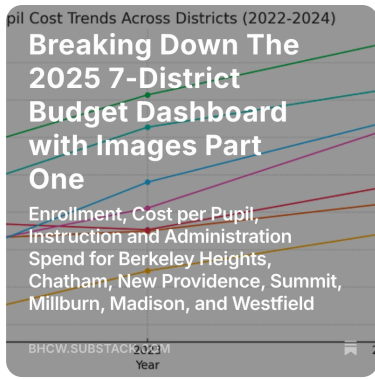 pil Cost Trends Across Districts (2022-2024)
Breaking Down The
2025 7-District
Budget Dashboard
with Images Part
One
Enrollment, Cost per Pupil,
Instruction and Administration
Spend for Berkeley Heights,
Chatham, New Providence, Summit,
Millburn, Madison, and Westfield
BHCW.SUBSTACK.COM
2023
Year